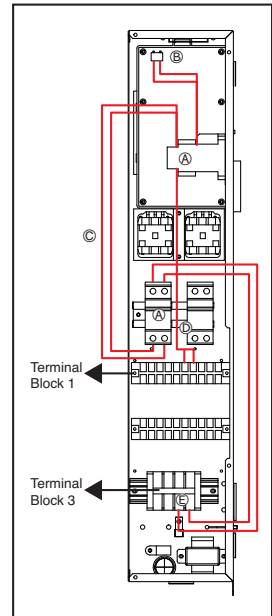 Ⓑ
Ⓐ
Ⓒ
Ⓐ
Ⓓ
Terminal
Block 1
Terminal
Block 3
Ⓔ